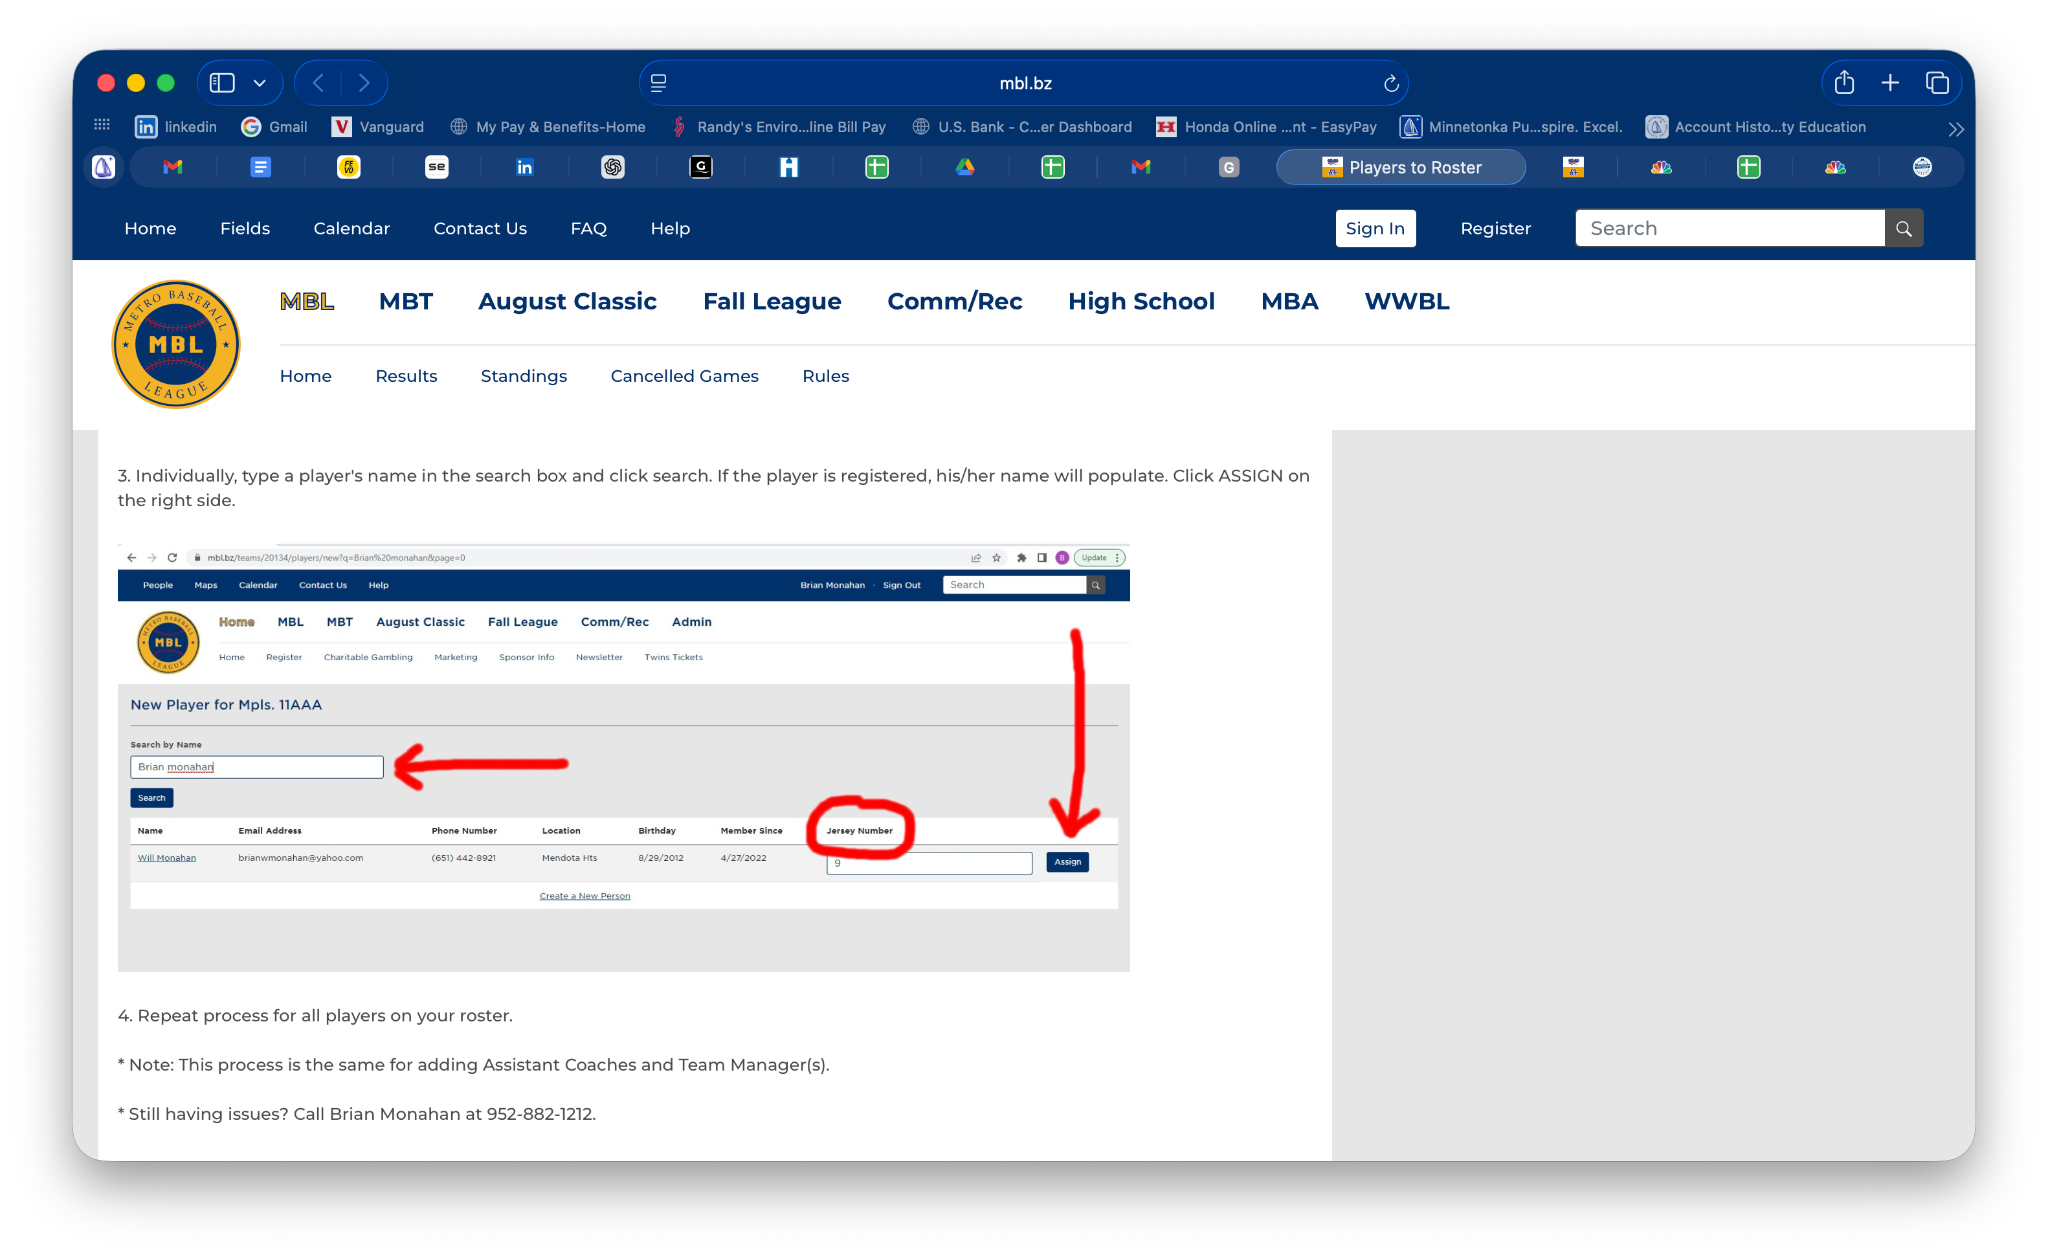 mbl.bz
linkedin
Gmail
Vanguard
My Pay & Benefits-Home
Randy's Enviro...line Bill Pay
U.S. Bank - C...er Dashboard
Honda Online ...nt - EasyPay
Minnetonka Pu...spire. Excel.
Account Histo...ty Education
Players to Roster
Home Fields Calendar Contact Us FAQ Help
Sign In Register Search
METRO BASEBALL
MBL
LEAGUE
MBL MBT August Classic Fall League Comm/Rec High School MBA WWBL
Home Results Standings Cancelled Games Rules
3. Individually, type a player's name in the search box and click search. If the player is registered, his/her name will populate. Click ASSIGN on
the right side.
mbl.bz/teams/20134/players/new?q=Brian%20monahan&page=0
Update
People Maps Calendar Contact Us Help
Brian Monahan · Sign Out Search
METRO BASEBALL
MBL
LEAGUE
Home MBL MBT August Classic Fall League Comm/Rec Admin
Home Register Charitable Gambling Marketing Sponsor Info Newsletter Twins Tickets
New Player for Mpls. 11AAA
Search by Name
Brian monahan
Search
Name Email Address Phone Number Location Birthday Member Since Jersey Number
Will Monahan brianwmonahan@yahoo.com (651) 442-8921 Mendota Hts 8/29/2012 4/27/2022 9 Assign
Create a New Person
4. Repeat process for all players on your roster.
* Note: This process is the same for adding Assistant Coaches and Team Manager(s).
* Still having issues? Call Brian Monahan at 952-882-1212.